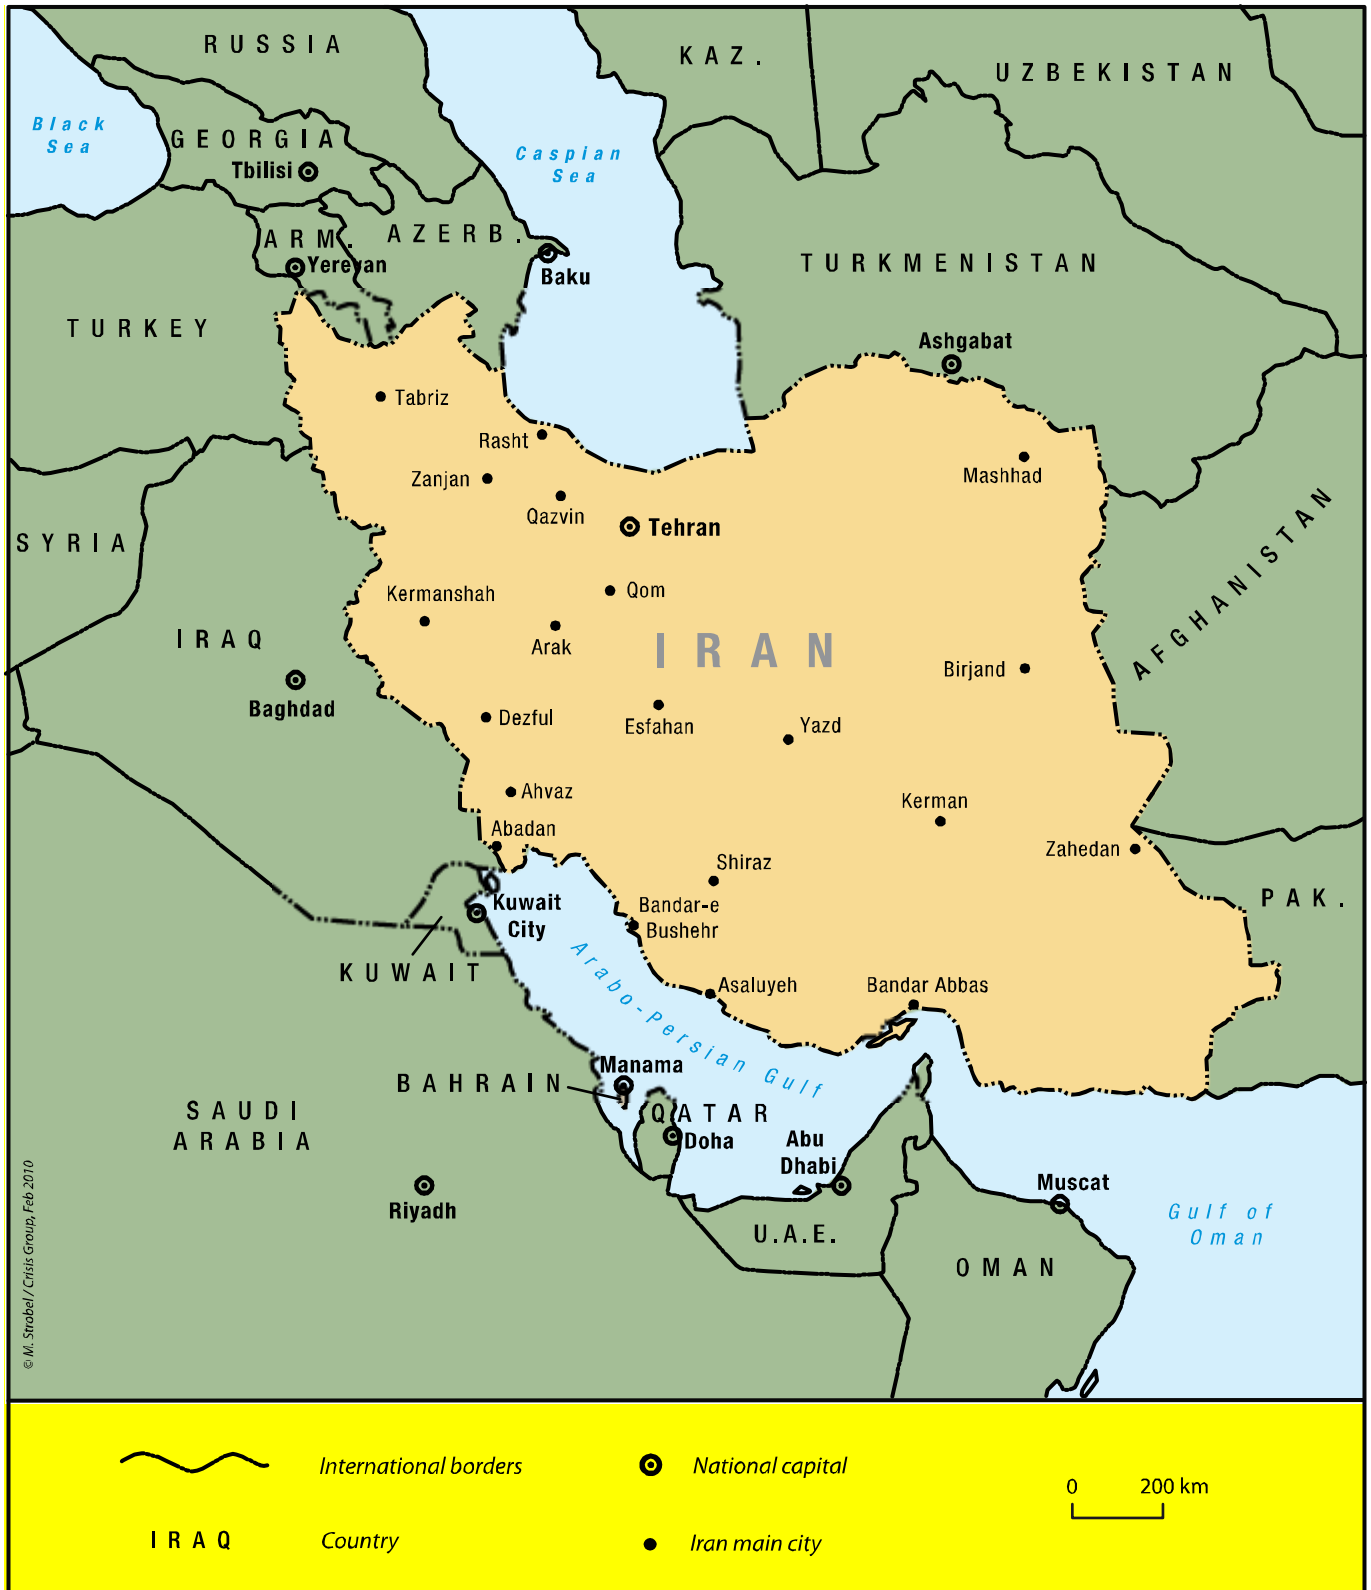 RUSSIA
KAZ.
UZBEKISTAN
Black
Sea
GEORGIA
Tbilisi
Caspian
Sea
ARM.
AZERB.
Yerevan
Baku
TURKMENISTAN
TURKEY
Ashgabat
Tabriz
Rasht
Zanjan
Mashhad
Qazvin
Tehran
SYRIA
AFGHANISTAN
Kermanshah
Qom
IRAQ
Arak
IRAN
Birjand
Baghdad
Dezful
Esfahan
Yazd
Ahvaz
Kerman
Abadan
Zahedan
Shiraz
Kuwait
City
Bandar-e
Bushehr
PAK.
KUWAIT
Arabo-Persian Gulf
Asaluyeh
Bandar Abbas
Manama
BAHRAIN
QATAR
SAUDI
ARABIA
Doha
Abu
Dhabi
Riyadh
Muscat
U.A.E.
Gulf of
Oman
OMAN
© M. Strobel / Crisis Group, Feb 2010
International borders
National capital
0 200 km
IRAQ
Country
Iran main city